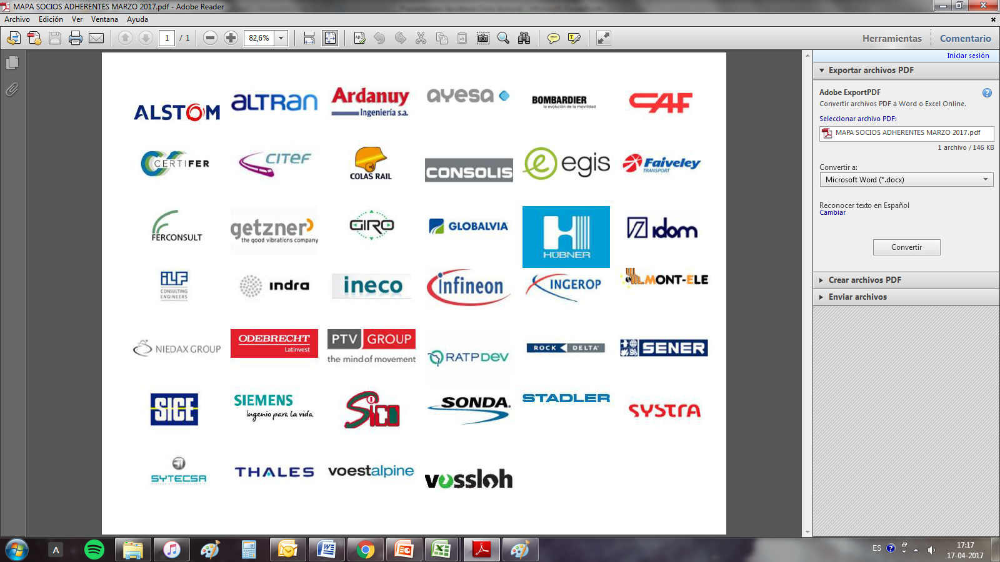 MAPA SOCIOS ADHERENTES MARZO 2017.pdf - Adobe Reader
Archivo Edición Ver Ventana Ayuda
1 / 1 82,6% Herramientas Comentario
Iniciar sesión
Exportar archivos PDF
Adobe ExportPDF
Convertir archivos PDF a Word o Excel Online.
Seleccionar archivo PDF:
MAPA SOCIOS ADHERENTES MARZO 2017.pdf
1 archivo / 146 KB
Convertir a:
Microsoft Word (*.docx)
Reconocer texto en Español
Cambiar
Convertir
Crear archivos PDF
Enviar archivos
ALSTOM
ALTRAN
Ardanuy
Ingeniería s.a.
ayesa
BOMBARDIER
la evolución de la movilidad
CAF
CERTIFER
CITEF
COLAS RAIL
CONSOLIS
egis
Faiveley
TRANSPORT
FERCONSULT
getzner
the good vibrations company
GIRO
GLOBALVIA
HÜBNER
idom
ILF
CONSULTING
ENGINEERS
indra
ineco
infineon
INGEROP
MONT-ELE
NIEDAX GROUP
ODEBRECHT
Latinvest
PTV GROUP
the mind of movement
RATP DEV
ROCK DELTA
SENER
SICE
SIEMENS
Ingenio para la vida
Sico
SONDA
STADLER
SYSTRA
SYTECSA
THALES
voestalpine
vossloh
A
ES
17:17
17-04-2017